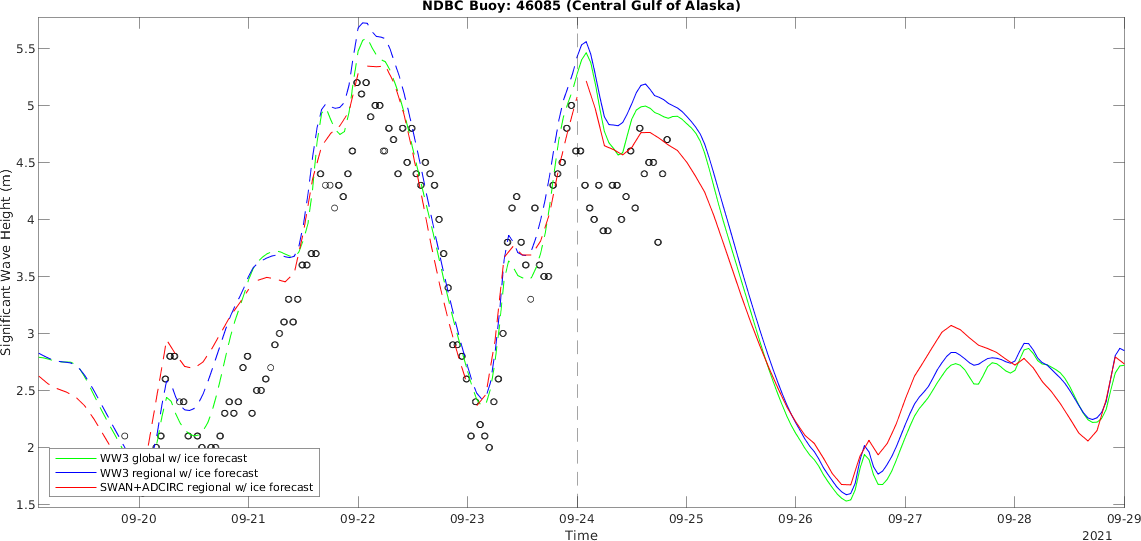 NDBC Buoy: 46085 (Central Gulf of Alaska)
Significant Wave Height (m)
5.5
5
4.5
4
3.5
3
2.5
2
1.5
WW3 global w/ ice forecast
WW3 regional w/ ice forecast
SWAN+ADCIRC regional w/ ice forecast
09-20 09-21 09-22 09-23 09-24 09-25 09-26 09-27 09-28 09-29
Time
2021